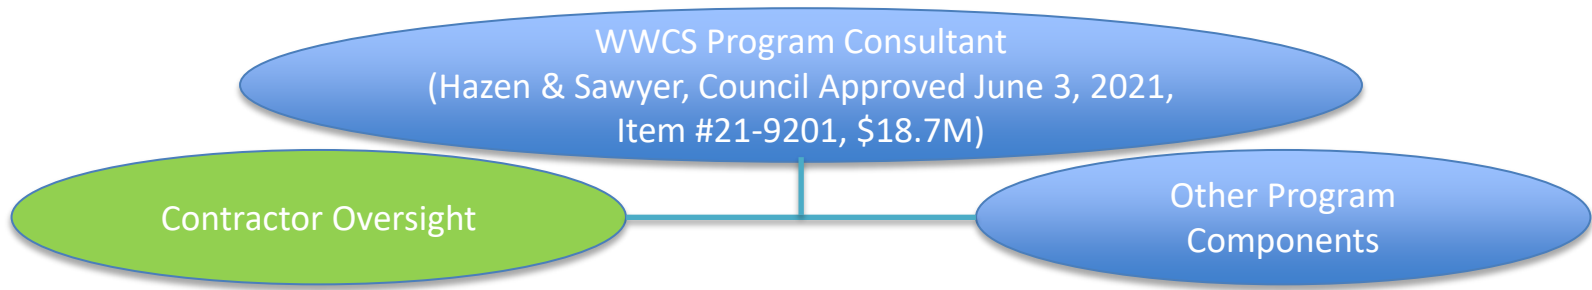 WWCS Program Consultant
(Hazen & Sawyer, Council Approved June 3, 2021,
Item #21-9201, $18.7M)
Contractor Oversight
Other Program
Components